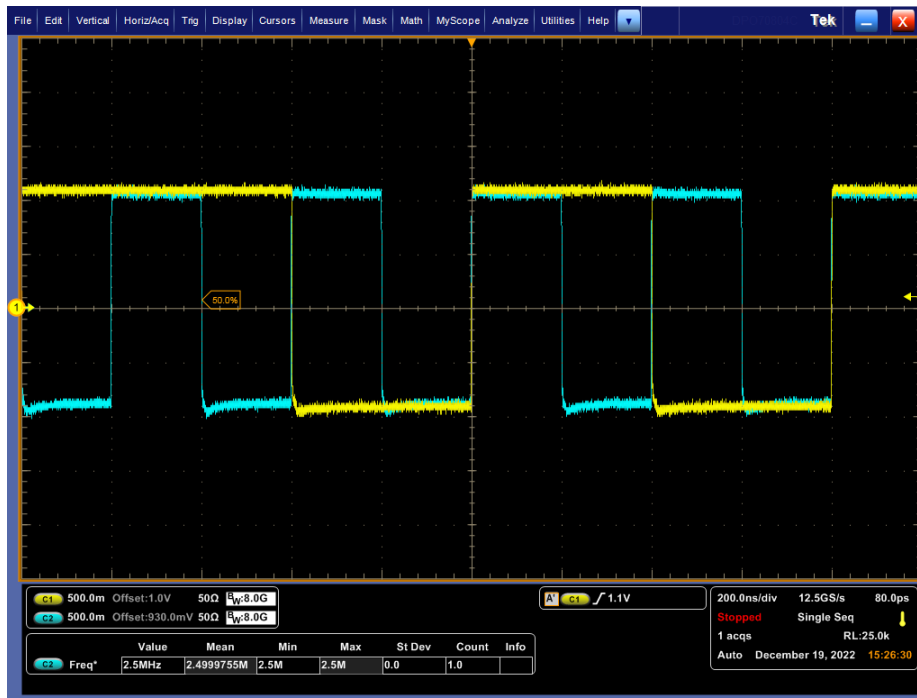 File Edit Vertical Horiz/Acq Trig Display Cursors Measure Mask Math MyScope Analyze Utilities Help Tek X
50.0%
1
C1 500.0m Offset:1.0V 50Ω BW:8.0G
C2 500.0m Offset:930.0mV 50Ω BW:8.0G
A' C1 1.1V
200.0ns/div 12.5GS/s 80.0ps
Stopped Single Seq
1 acqs RL:25.0k
Auto December 19, 2022 15:26:30
Value Mean Min Max St Dev Count Info
C2 Freq* 2.5MHz 2.4999755M 2.5M 2.5M 0.0 1.0